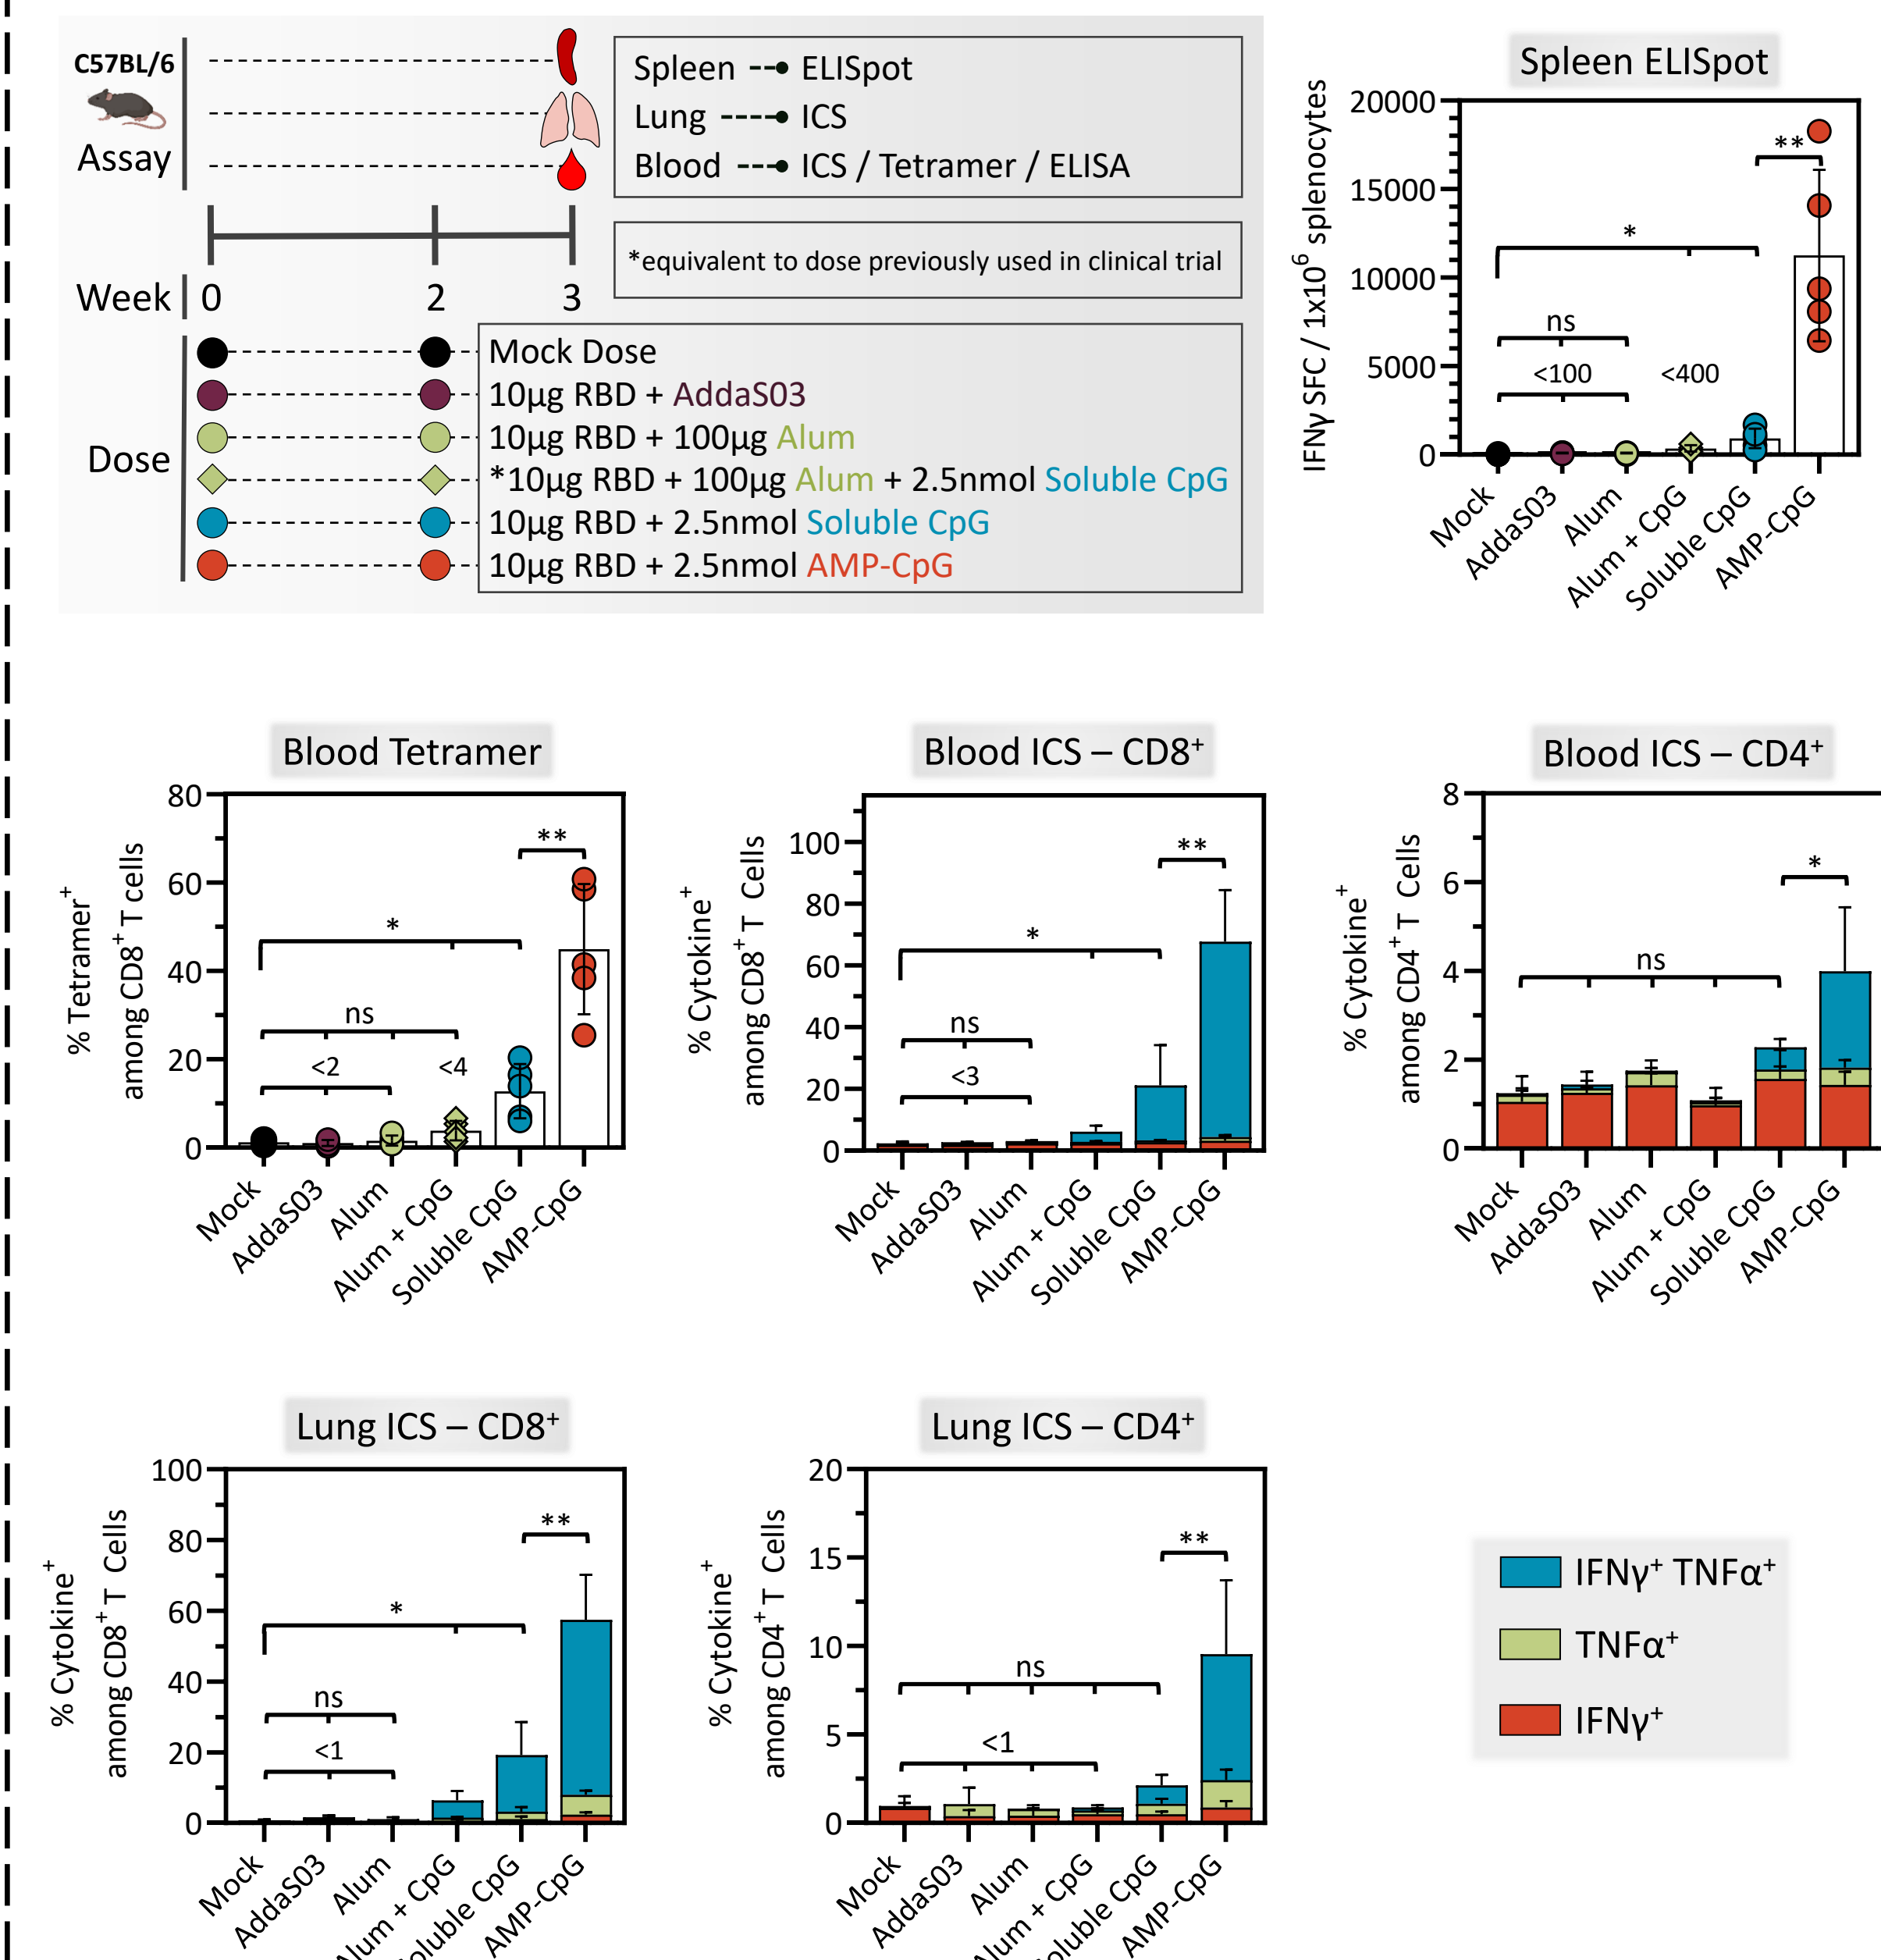 C57BL/6
Assay
Spleen --● ELISpot
Lung ----● ICS
Blood ---● ICS / Tetramer / ELISA
*equivalent to dose previously used in clinical trial
Week 0 2 3
Dose
Mock Dose
10µg RBD + AddaS03
10µg RBD + 100µg Alum
*10µg RBD + 100µg Alum + 2.5nmol Soluble CpG
10µg RBD + 2.5nmol Soluble CpG
10µg RBD + 2.5nmol AMP-CpG
Spleen ELISpot
IFNγ SFC / 1x10⁶ splenocytes
20000
15000
10000
5000
0
**
*
ns
<100 <400
Mock AddaS03 Alum Alum + CpG Soluble CpG AMP-CpG
Blood Tetramer
% Tetramer⁺
among CD8⁺ T cells
80
60
40
20
0
**
*
ns
<2 <4
Mock AddaS03 Alum Alum + CpG Soluble CpG AMP-CpG
Blood ICS – CD8⁺
% Cytokine⁺
among CD8⁺ T Cells
100
80
60
40
20
0
**
*
ns
<3
Mock AddaS03 Alum Alum + CpG Soluble CpG AMP-CpG
Blood ICS – CD4⁺
% Cytokine⁺
among CD4⁺ T Cells
8
6
4
2
0
*
ns
Mock AddaS03 Alum Alum + CpG Soluble CpG AMP-CpG
Lung ICS – CD8⁺
% Cytokine⁺
among CD8⁺ T Cells
100
80
60
40
20
0
**
*
ns
<1
Mock AddaS03 Alum Alum + CpG oluble CpG AMP-CpG
Lung ICS – CD4⁺
% Cytokine⁺
among CD4⁺ T Cells
20
15
10
5
0
**
ns
<1
Mock AddaS03 Alum Alum + CpG oluble CpG AMP-CpG
IFNγ⁺ TNFα⁺
TNFα⁺
IFNγ⁺